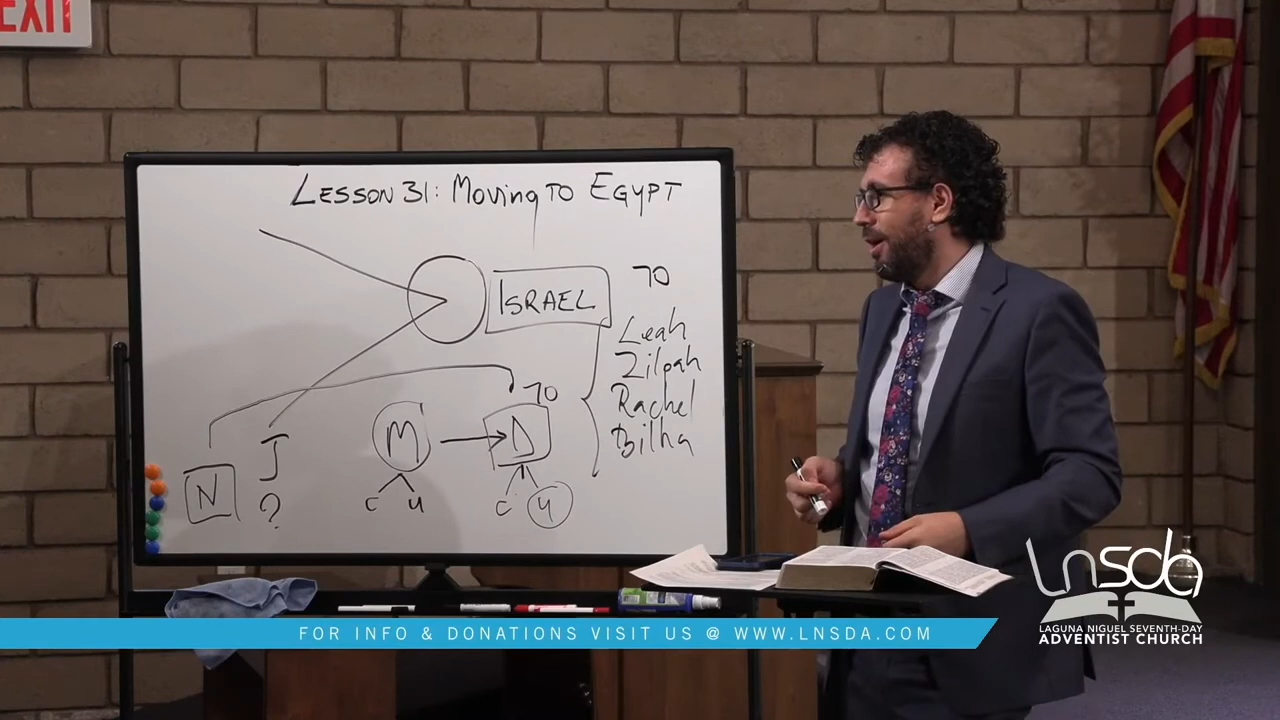 EXIT
LESSON 31: MOVING TO EGYPT
ISRAEL
70
Leah
Zilpah
Rachel
Bilha
70
N
J
?
M
D
c
u
c
u
FOR INFO & DONATIONS VISIT US @ WWW.LNSDA.COM
Lnsda
LAGUNA NIGUEL SEVENTH-DAY
ADVENTIST CHURCH